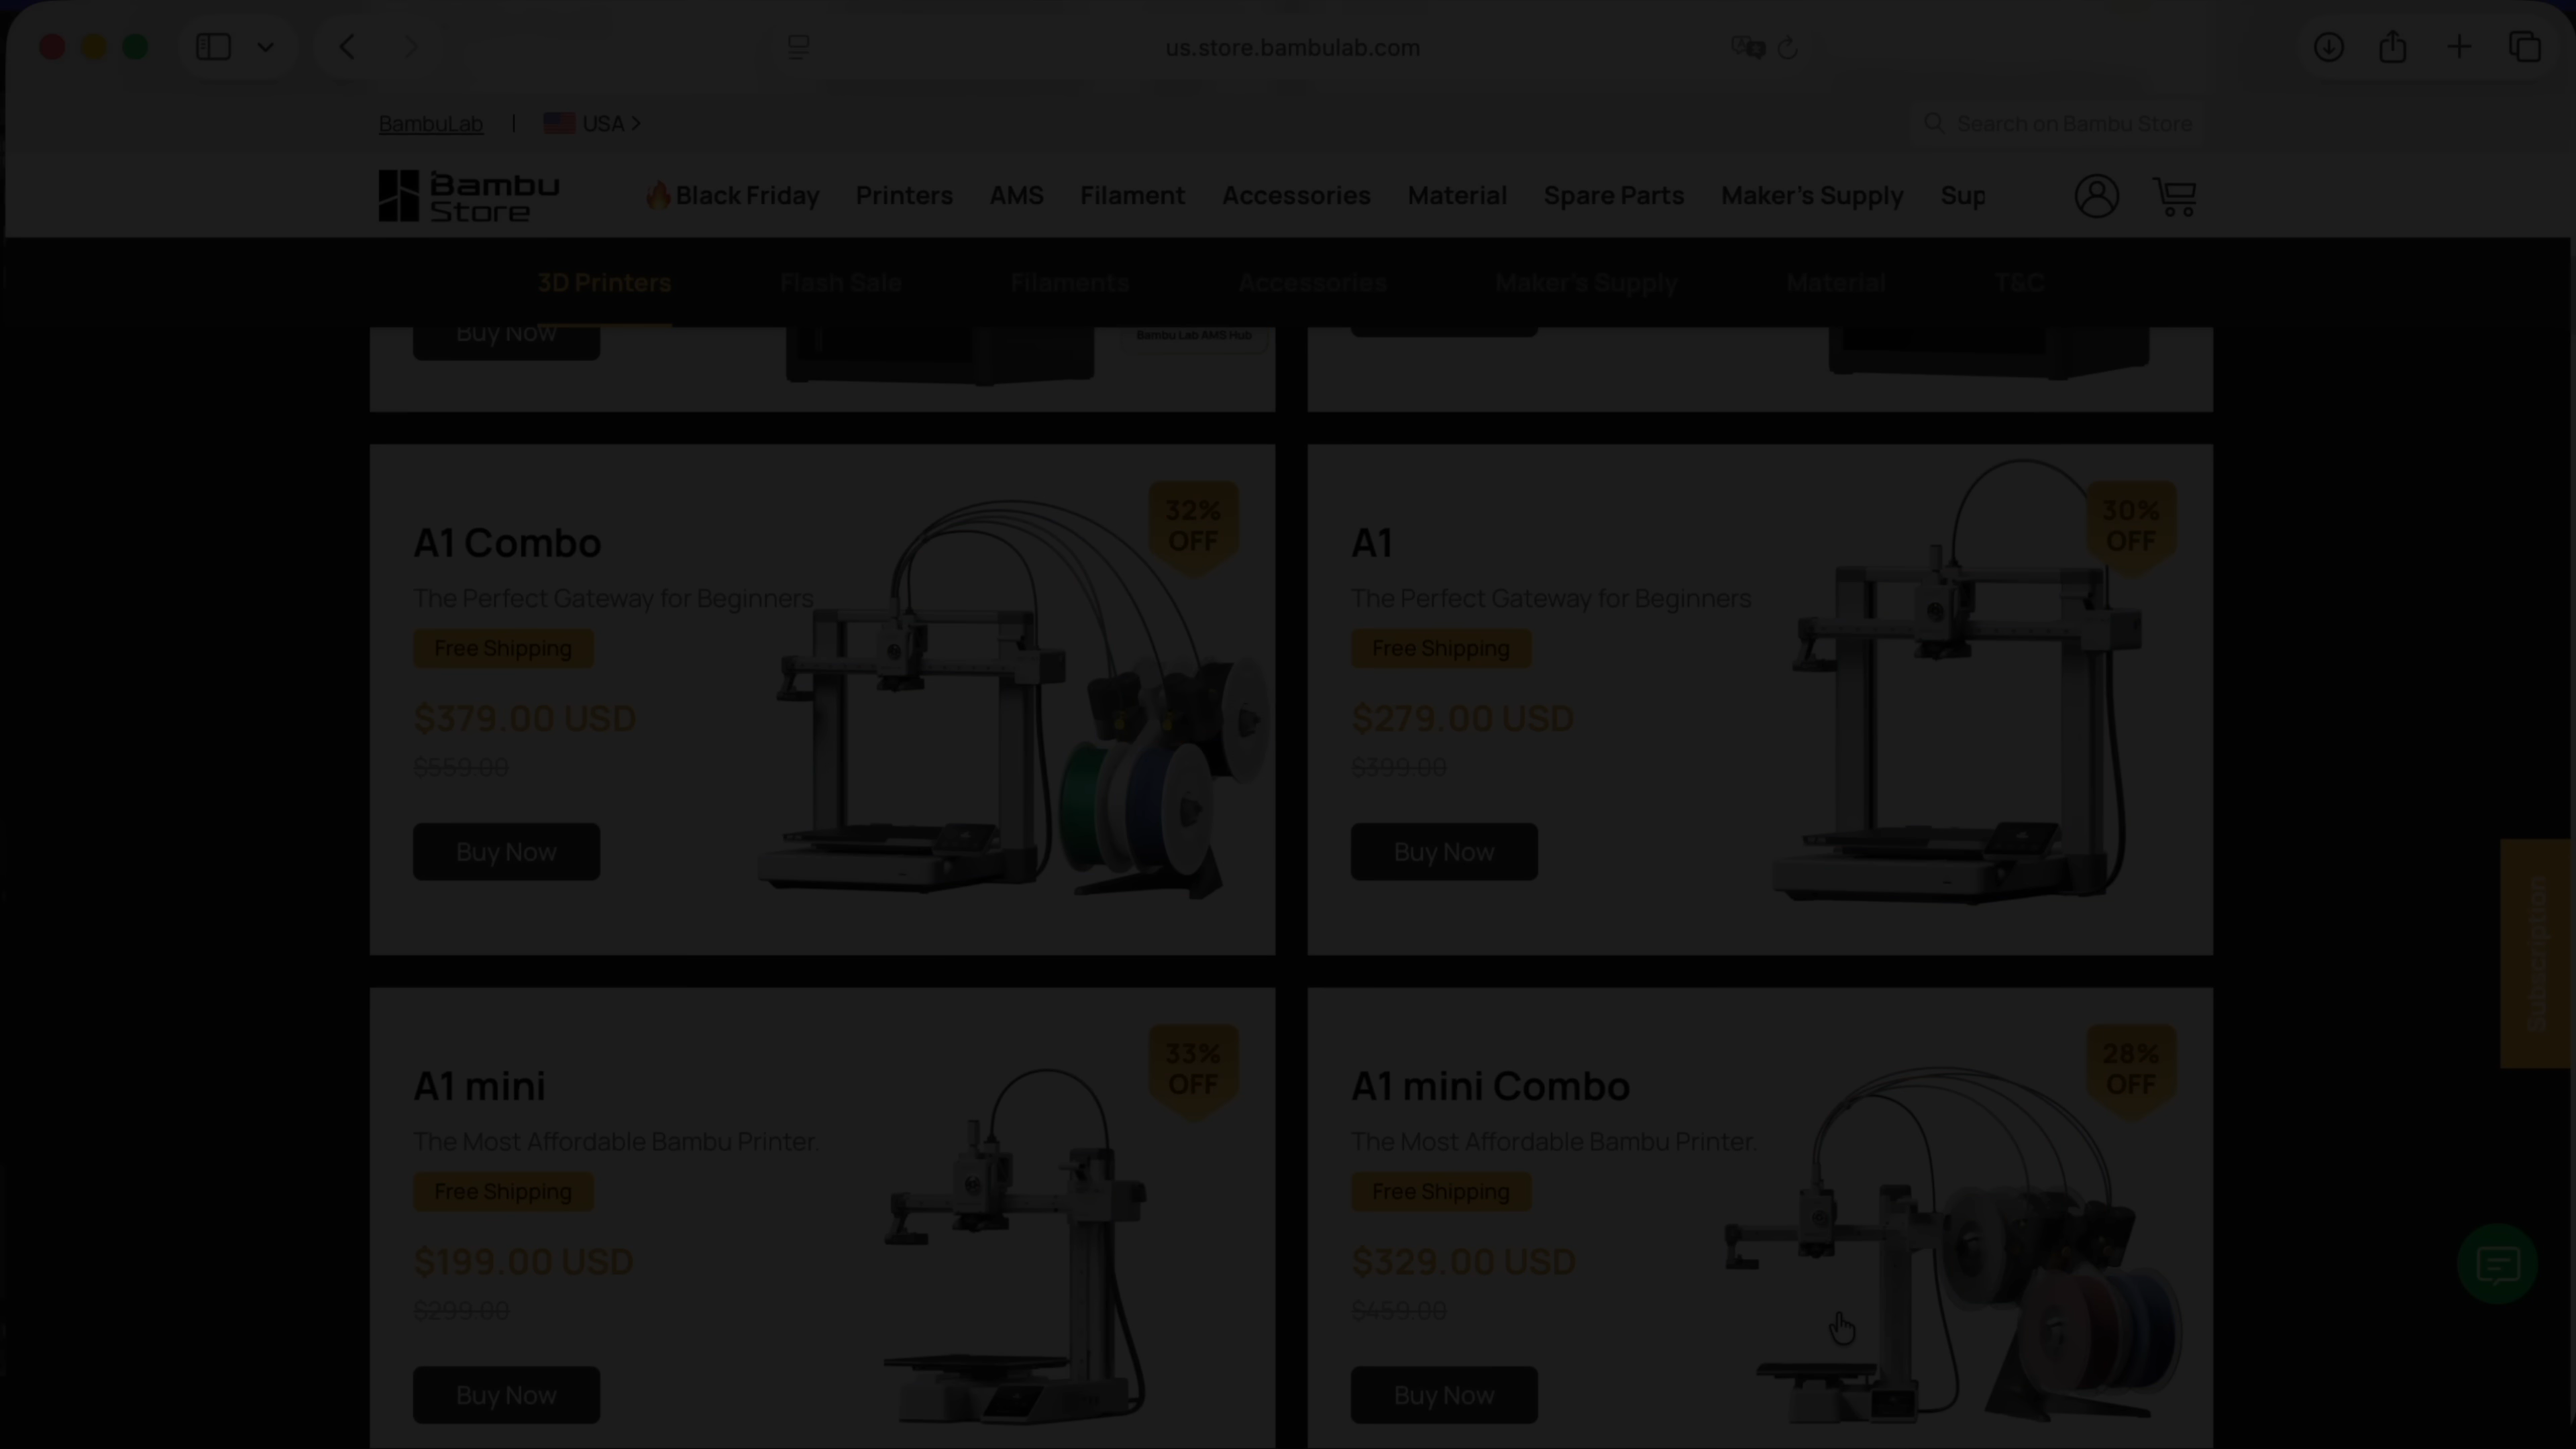 us.store.bambulab.com
BambuLab | USA
Search on Bambu Store
Bambu Store
🔥Black Friday Printers AMS Filament Accessories Material Spare Parts Maker's Supply Sup
3D Printers Flash Sale Filaments Accessories Maker's Supply Material T&C
Buy Now
Bambu Lab AMS Hub
32% OFF
A1 Combo
The Perfect Gateway for Beginners
Free Shipping
$379.00 USD
$559.00
Buy Now
30% OFF
A1
The Perfect Gateway for Beginners
Free Shipping
$279.00 USD
$399.00
Buy Now
33% OFF
A1 mini
The Most Affordable Bambu Printer.
Free Shipping
$199.00 USD
$299.00
Buy Now
28% OFF
A1 mini Combo
The Most Affordable Bambu Printer.
Free Shipping
$329.00 USD
$459.00
Buy Now
Subscription